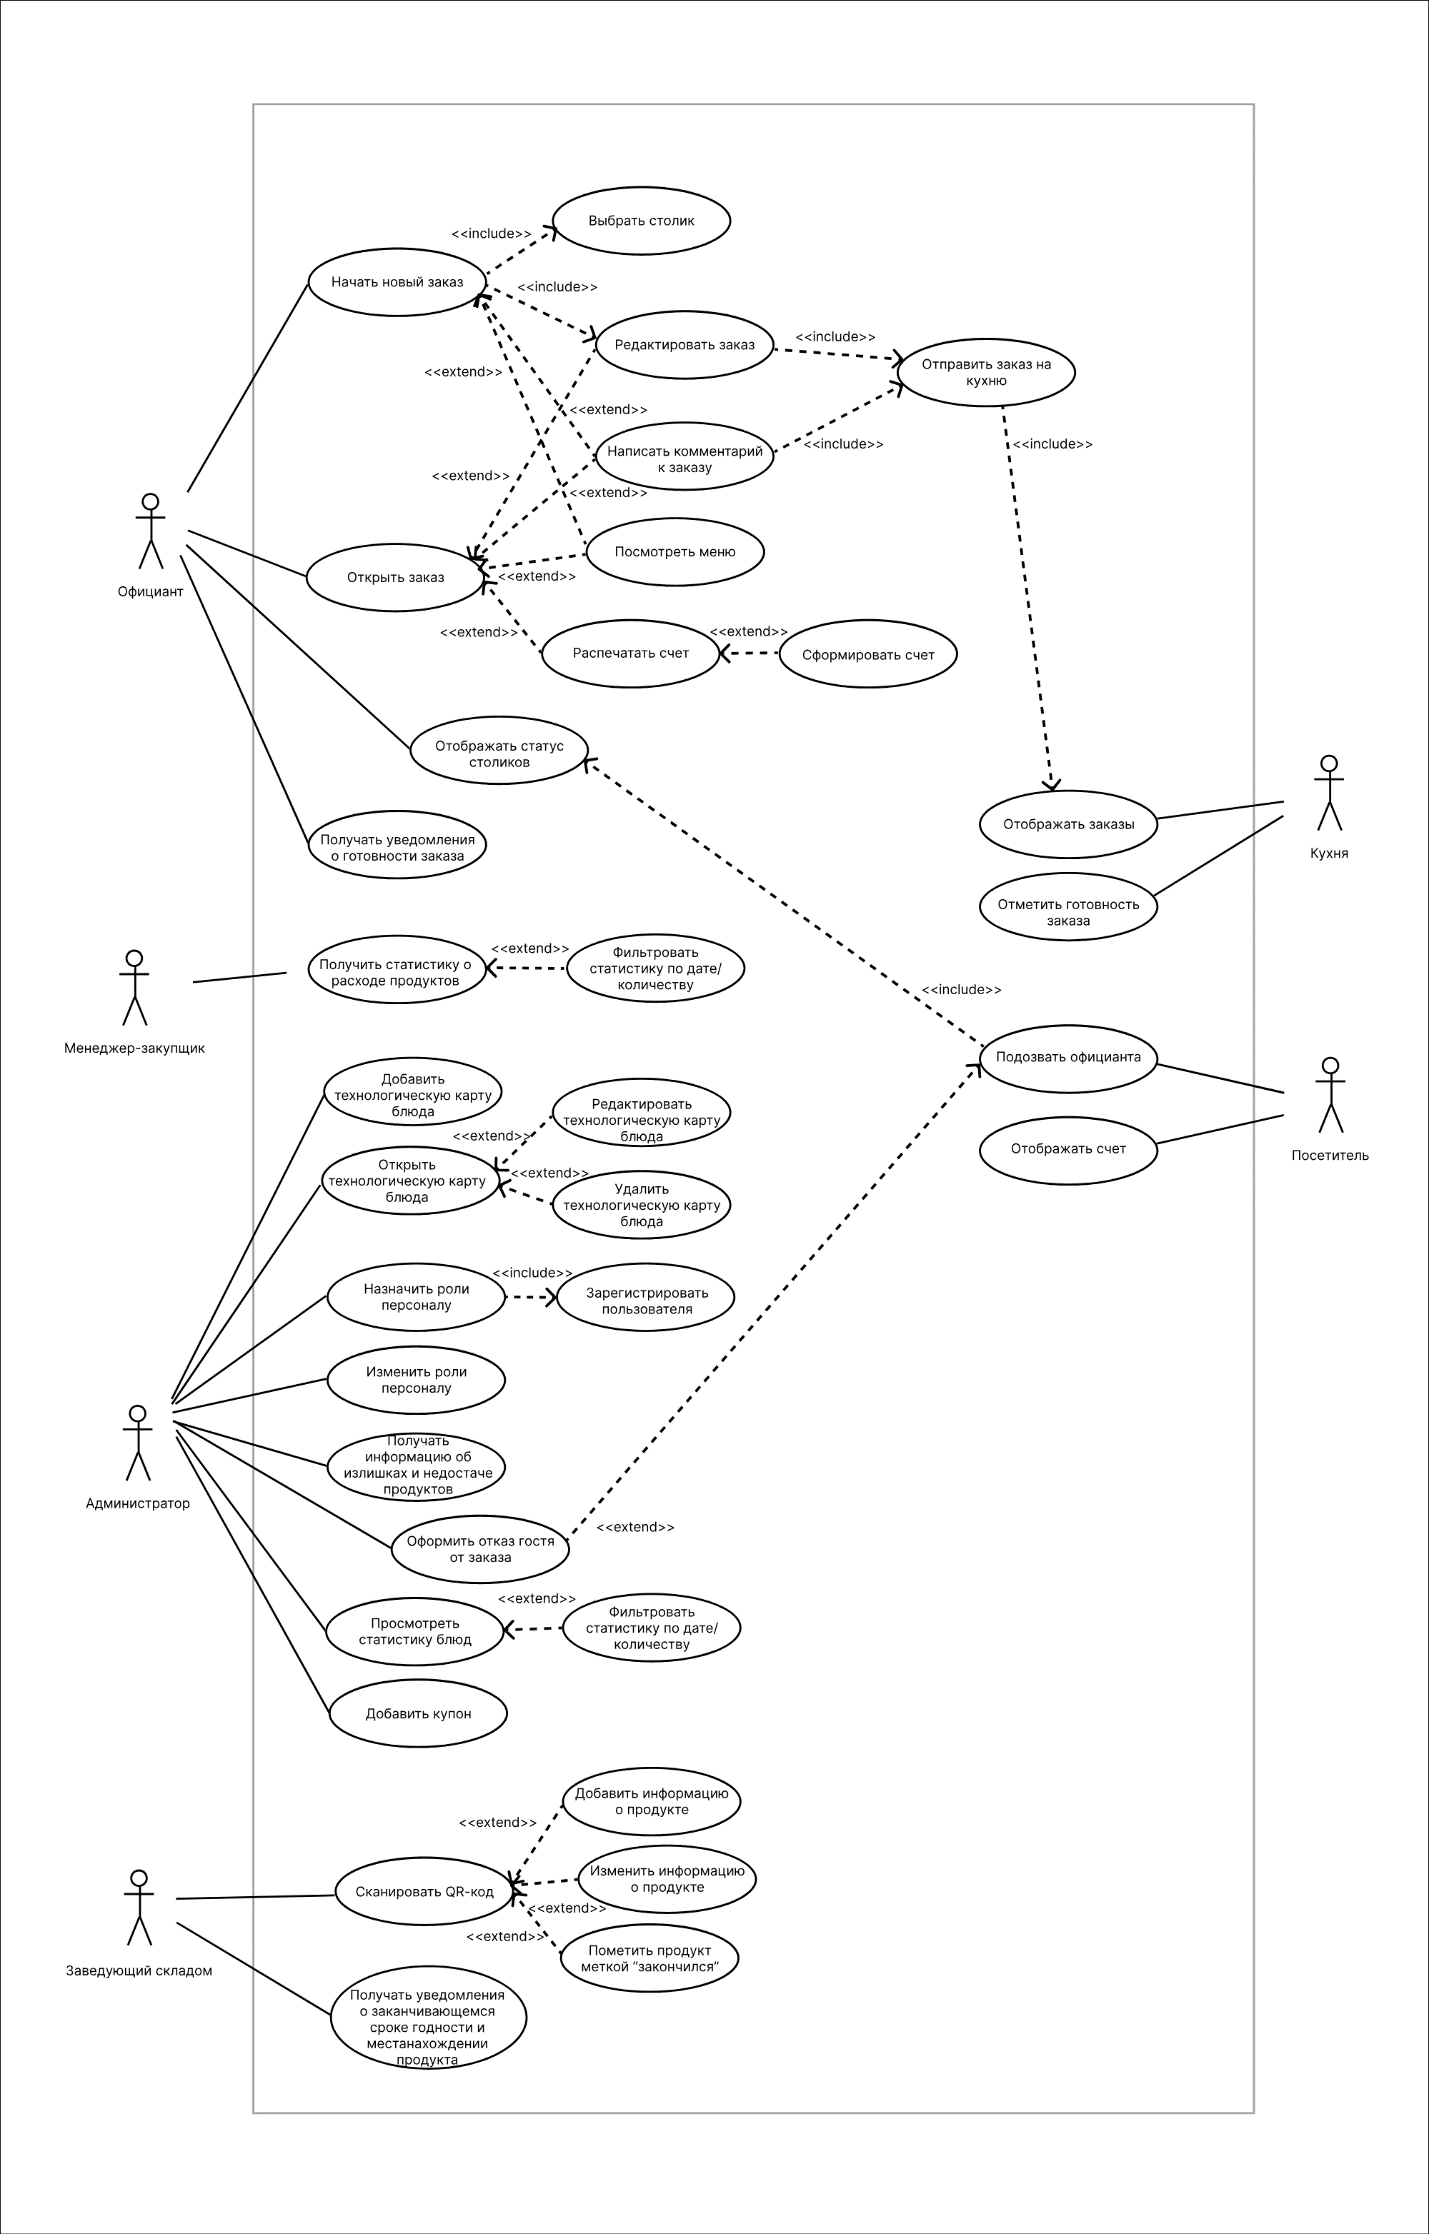 Выбрать столик
<<include>>
Начать новый заказ
<<include>>
Редактировать заказ
<<include>>
Отправить заказ на
кухню
<<extend>>
<<extend>>
Написать комментарий
к заказу
<<include>>
<<include>>
<<extend>>
<<extend>>
Посмотреть меню
Открыть заказ
<<extend>>
Официант
<<extend>>
<<extend>>
Распечатать счет
Сформировать счет
Отображать статус
столиков
Отображать заказы
Получать уведомления
о готовности заказа
Кухня
Отметить готовность
заказа
Получить статистику о
расходе продуктов
<<extend>>
Фильтровать
статистику по дате/
количеству
<<include>>
Менеджер-закупщик
Подозвать официанта
Добавить
технологическую карту
блюда
Редактировать
технологическую карту
блюда
<<extend>>
Отображать счет
Посетитель
Открыть
технологическую карту
блюда
<<extend>>
Удалить
технологическую карту
блюда
Назначить роли
персоналу
<<include>>
Зарегистрировать
пользователя
Изменить роли
персоналу
Получать
информацию об
излишках и недостаче
продуктов
Администратор
Оформить отказ гостя
от заказа
<<extend>>
<<extend>>
Просмотреть
статистику блюд
Фильтровать
статистику по дате/
количеству
Добавить купон
Добавить информацию
о продукте
<<extend>>
Сканировать QR-код
Изменить информацию
о продукте
<<extend>>
<<extend>>
Пометить продукт
меткой “закончился”
Заведующий складом
Получать уведомления
о заканчивающемся
сроке годности и
местанахождении
продукта